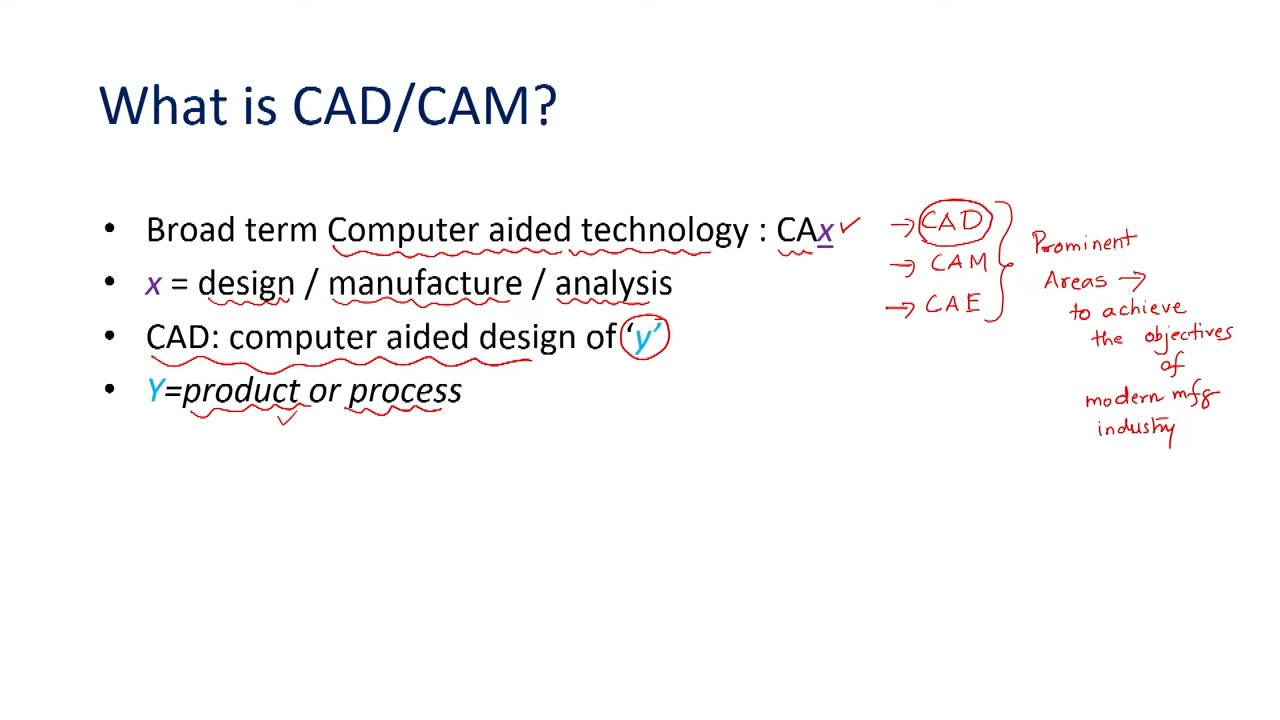 What is CAD/CAM?
• Broad term Computer aided technology : CAx ✓
• x = design / manufacture / analysis
• CAD: computer aided design of ‘y’
• Y=product or process
→ CAD
→ CAM
→ CAE
Prominent
Areas →
to achieve
the objectives
of
modern mfg
industry